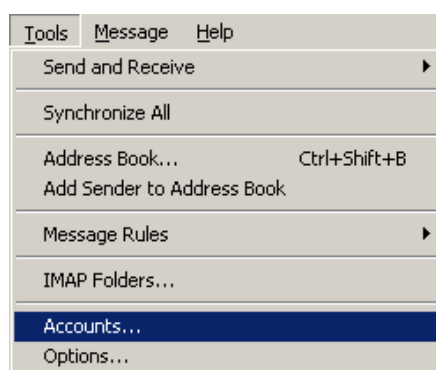 Tools Message Help
Send and Receive
Synchronize All
Address Book... Ctrl+Shift+B
Add Sender to Address Book
Message Rules
IMAP Folders...
Accounts...
Options...